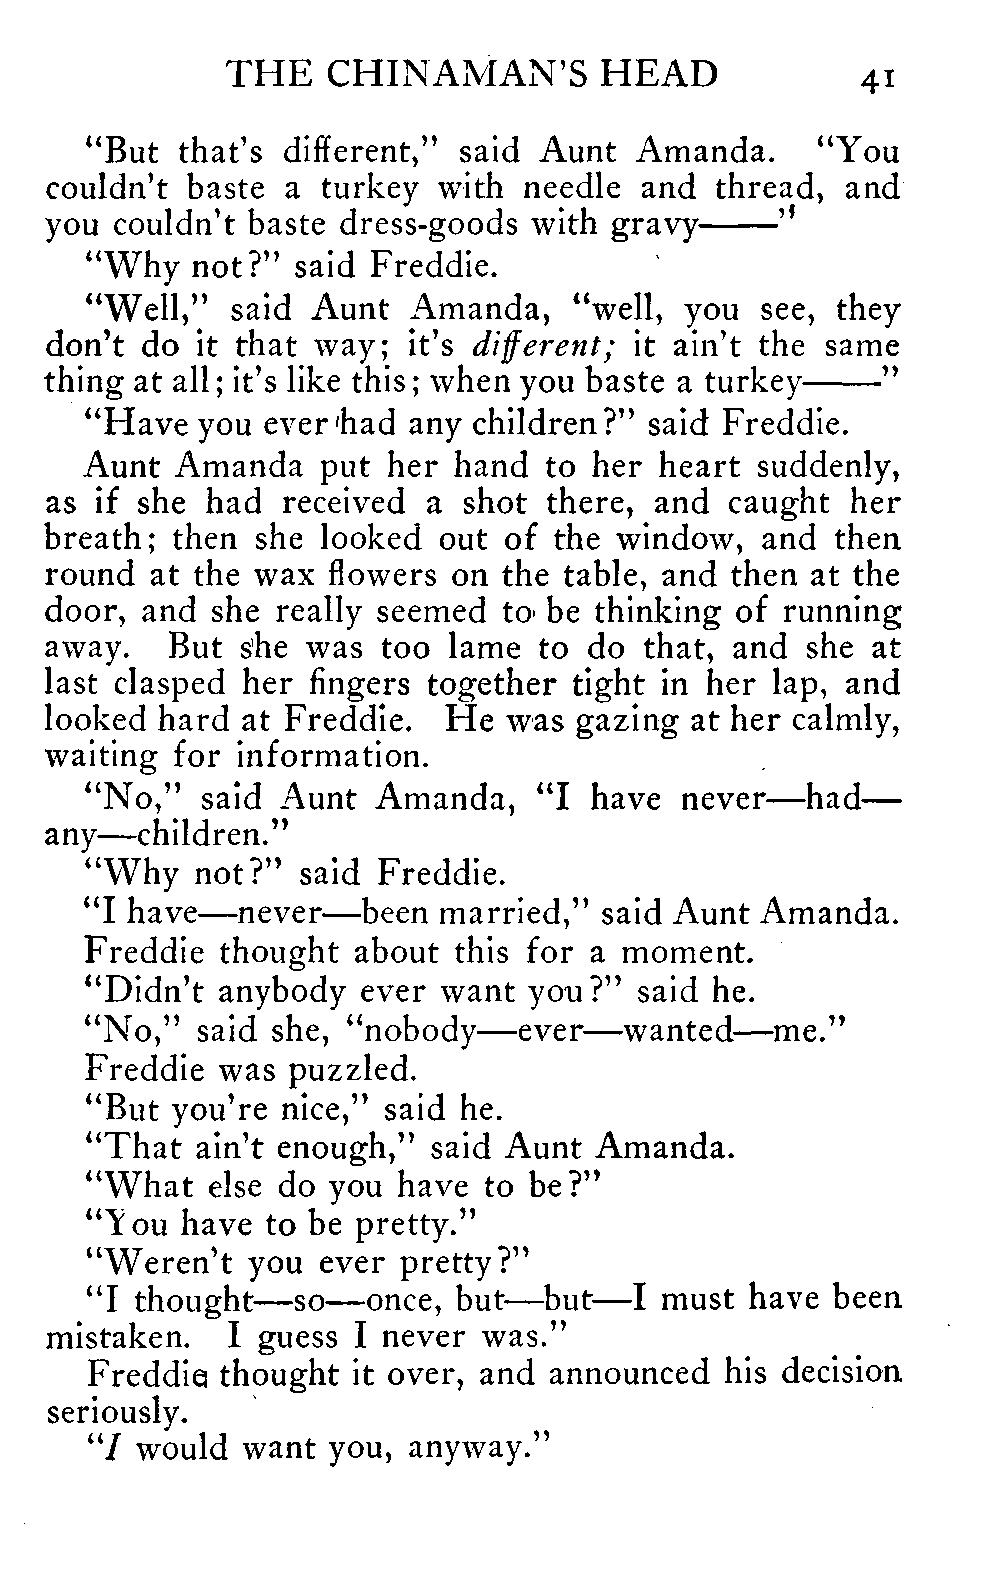 THE CHINAMAN'S HEAD 41
"But that's different," said Aunt Amanda. "You
couldn't baste a turkey with needle and thread, and
you couldn't baste dress-goods with gravy——"
"Why not?" said Freddie.
"Well," said Aunt Amanda, "well, you see, they
don't do it that way; it's different; it ain't the same
thing at all; it's like this; when you baste a turkey——"
"Have you ever had any children?" said Freddie.
Aunt Amanda put her hand to her heart suddenly,
as if she had received a shot there, and caught her
breath; then she looked out of the window, and then
round at the wax flowers on the table, and then at the
door, and she really seemed to be thinking of running
away. But she was too lame to do that, and she at
last clasped her fingers together tight in her lap, and
looked hard at Freddie. He was gazing at her calmly,
waiting for information.
"No," said Aunt Amanda, "I have never—had—
any—children."
"Why not?" said Freddie.
"I have—never—been married," said Aunt Amanda.
Freddie thought about this for a moment.
"Didn't anybody ever want you?" said he.
"No," said she, "nobody—ever—wanted—me."
Freddie was puzzled.
"But you're nice," said he.
"That ain't enough," said Aunt Amanda.
"What else do you have to be?"
"You have to be pretty."
"Weren't you ever pretty?"
"I thought—so—once, but—but—I must have been
mistaken. I guess I never was."
Freddie thought it over, and announced his decision
seriously.
"I would want you, anyway."